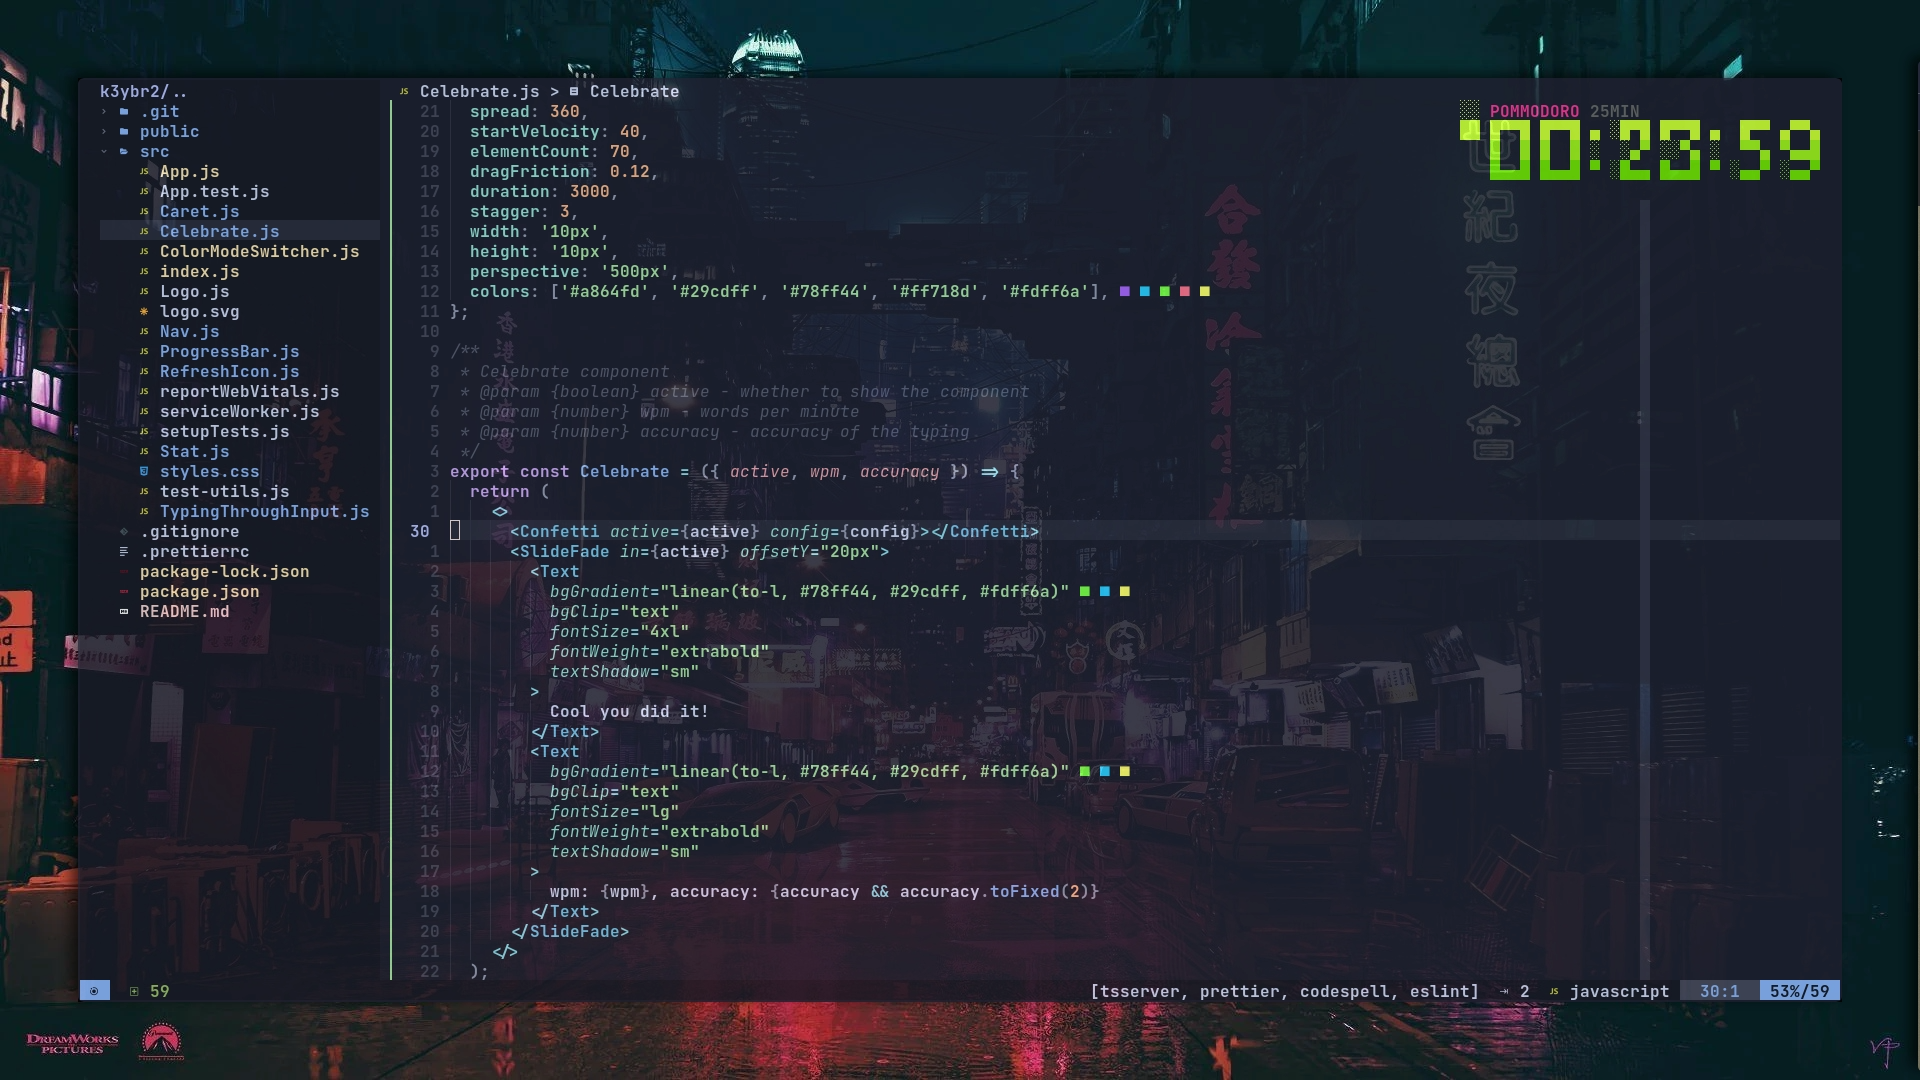 k3ybr2/..
.git
public
src
App.js
App.test.js
Caret.js
Celebrate.js
ColorModeSwitcher.js
index.js
Logo.js
logo.svg
Nav.js
ProgressBar.js
RefreshIcon.js
reportWebVitals.js
serviceWorker.js
setupTests.js
Stat.js
styles.css
test-utils.js
TypingThroughInput.js
.gitignore
.prettierrc
package-lock.json
package.json
README.md
JS Celebrate.js > Celebrate
21 spread: 360,
20 startVelocity: 40,
19 elementCount: 70,
18 dragFriction: 0.12,
17 duration: 3000,
16 stagger: 3,
15 width: '10px',
14 height: '10px',
13 perspective: '500px',
12 colors: ['#a864fd', '#29cdff', '#78ff44', '#ff718d', '#fdff6a'],
11 };
10
9 /**
8 * Celebrate component
7 * @param {boolean} active - whether to show the component
6 * @param {number} wpm - words per minute
5 * @param {number} accuracy - accuracy of the typing
4 */
3 export const Celebrate = ({ active, wpm, accuracy }) => {
2 return (
1 <>
30 <Confetti active={active} config={config}></Confetti>
1 <SlideFade in={active} offsetY="20px">
2 <Text
3 bgGradient="linear(to-l, #78ff44, #29cdff, #fdff6a)"
4 bgClip="text"
5 fontSize="4xl"
6 fontWeight="extrabold"
7 textShadow="sm"
8 >
9 Cool you did it!
10 </Text>
11 <Text
12 bgGradient="linear(to-l, #78ff44, #29cdff, #fdff6a)"
13 bgClip="text"
14 fontSize="lg"
15 fontWeight="extrabold"
16 textShadow="sm"
17 >
18 wpm: {wpm}, accuracy: {accuracy && accuracy.toFixed(2)}
19 </Text>
20 </SlideFade>
21 </>
22 );
POMMODORO 25MIN
00:23:59
紀
夜
總
會
合
發
59
[tsserver, prettier, codespell, eslint] 2 JS javascript 30:1 53%/59
DREAMWORKS
PICTURES